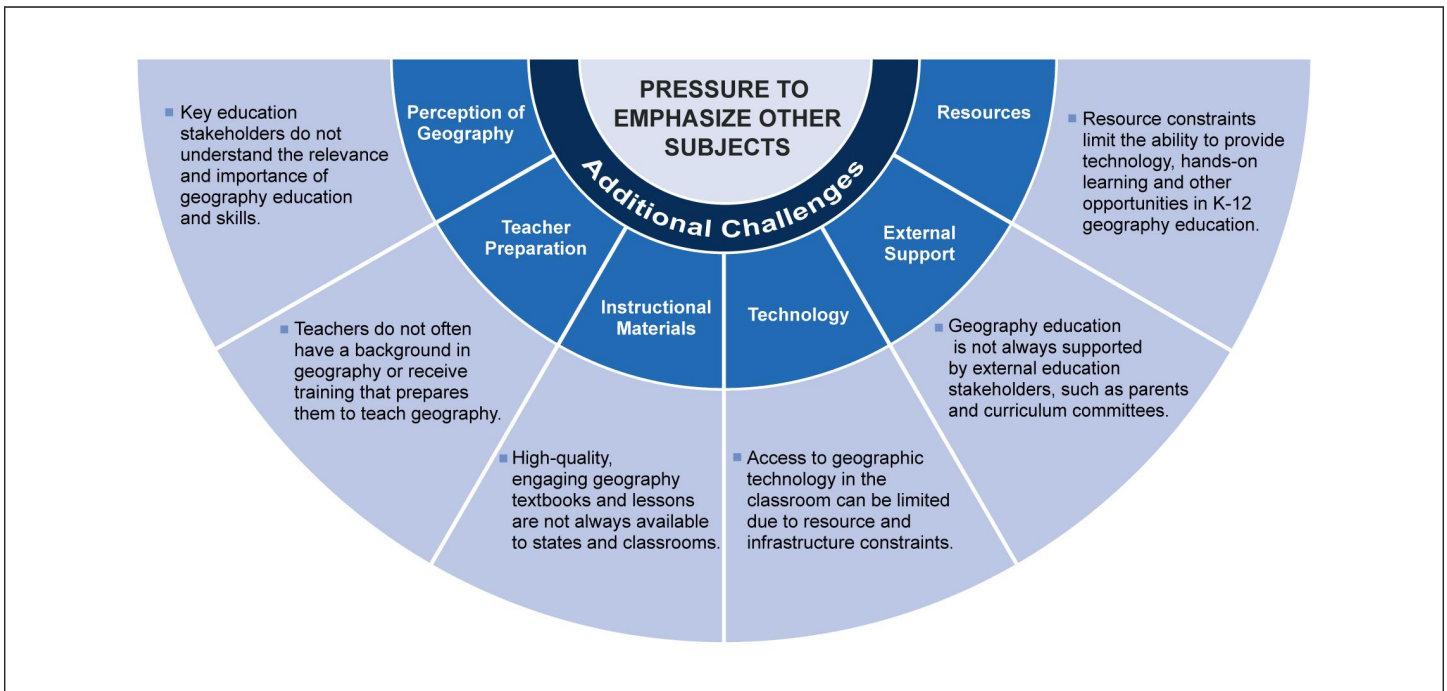 PRESSURE TO
EMPHASIZE OTHER
SUBJECTS
Additional Challenges
Perception of
Geography
Key education
stakeholders do not
understand the relevance
and importance of
geography education
and skills.
Teacher
Preparation
Teachers do not often
have a background in
geography or receive
training that prepares
them to teach geography.
Instructional
Materials
High-quality,
engaging geography
textbooks and lessons
are not always available
to states and classrooms.
Technology
Access to geographic
technology in the
classroom can be limited
due to resource and
infrastructure constraints.
External
Support
Geography education
is not always supported
by external education
stakeholders, such as parents
and curriculum committees.
Resources
Resource constraints
limit the ability to provide
technology, hands-on
learning and other
opportunities in K-12
geography education.